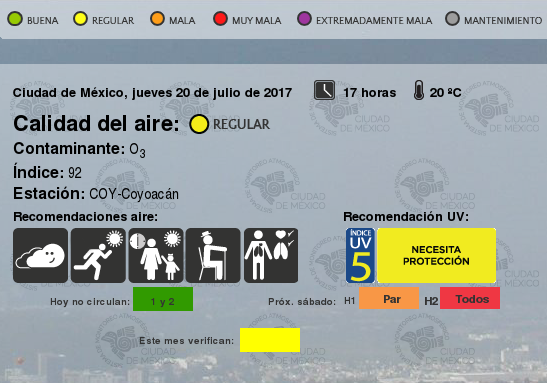 BUENA REGULAR MALA MUY MALA EXTREMADAMENTE MALA MANTENIMIENTO
Ciudad de México, jueves 20 de julio de 2017 17 horas 20 ºC
Calidad del aire: REGULAR
Contaminante: O3
Índice: 92
Estación: COY-Coyoacán
Recomendaciones aire: Recomendación UV:
ÍNDICE UV 5 NECESITA PROTECCIÓN
Hoy no circulan: 1 y 2 Próx. sábado: H1 Par H2 Todos
Este mes verifican: